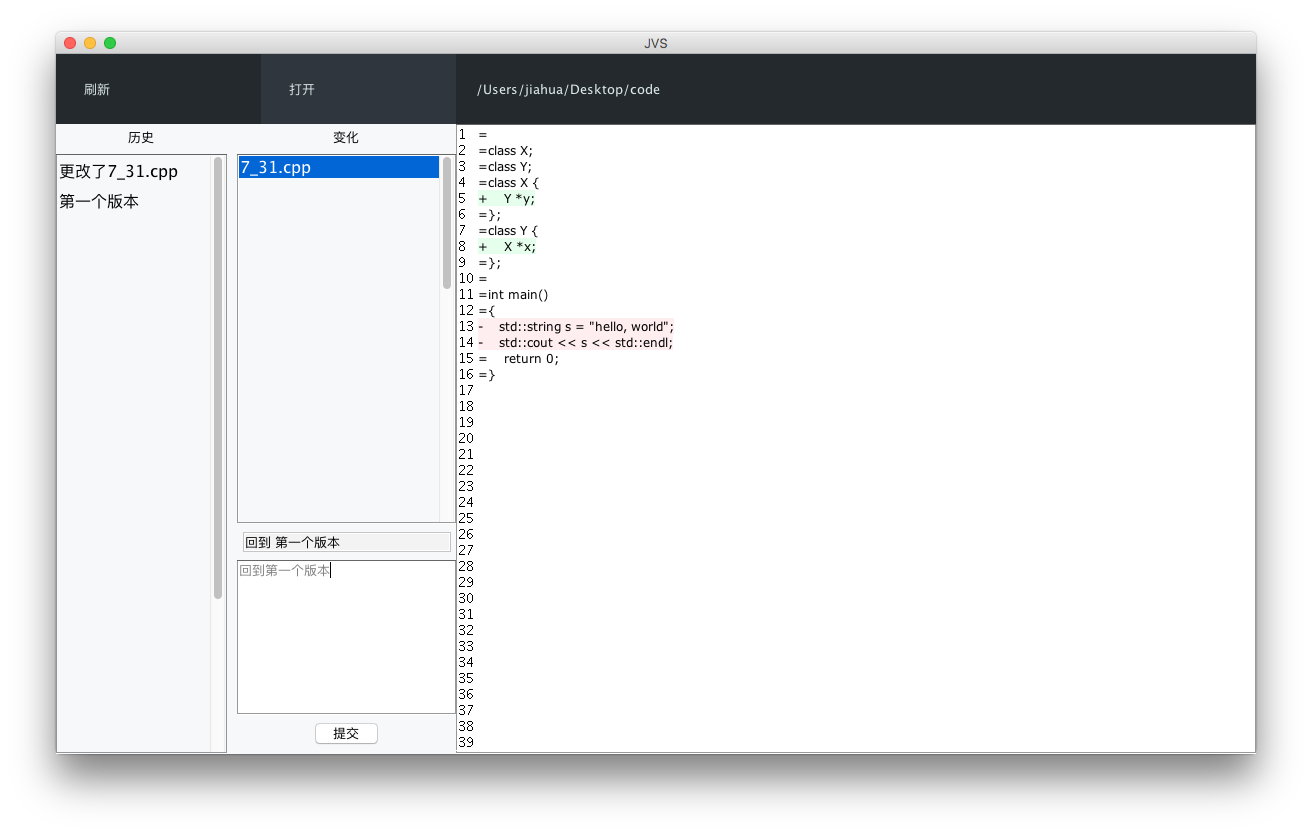 JVS
刷新 打开 /Users/jiahua/Desktop/code
历史 变化
更改了7_31.cpp
第一个版本
7_31.cpp
回到 第一个版本
回到第一个版本
提交
1 =
2 =class X;
3 =class Y;
4 =class X {
5 +    Y *y;
6 =};
7 =class Y {
8 +    X *x;
9 =};
10 =
11 =int main()
12 ={
13 -    std::string s = "hello, world";
14 -    std::cout << s << std::endl;
15 =    return 0;
16 =}
17
18
19
20
21
22
23
24
25
26
27
28
29
30
31
32
33
34
35
36
37
38
39